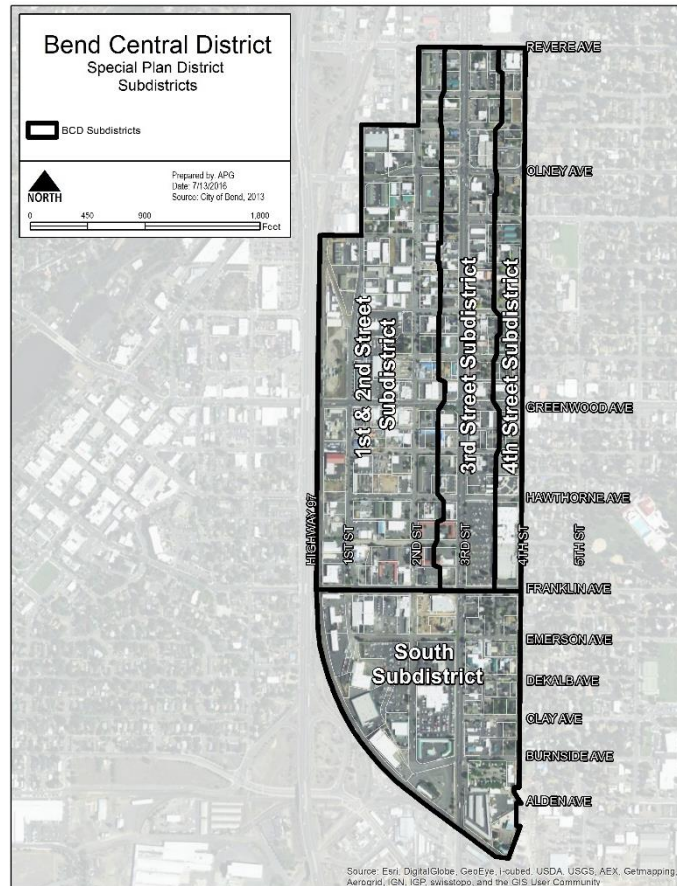 Bend Central District
Special Plan District
Subdistricts
BCD Subdistricts
NORTH
Prepared by: APG
Date: 7/13/2016
Source: City of Bend, 2013
0 450 900 1,800
Feet
REVERE AVE
OLNEY AVE
1st & 2nd Street
Subdistrict
3rd Street Subdistrict
4th Street Subdistrict
GREENWOOD AVE
HAWTHORNE AVE
HIGHWAY 97
1ST ST
2ND ST
3RD ST
4TH ST
5TH ST
FRANKLIN AVE
South
Subdistrict
EMERSON AVE
DEKALB AVE
CLAY AVE
BURNSIDE AVE
ALDEN AVE
Source: Esri, DigitalGlobe, GeoEye, i-cubed, USDA, USGS, AEX, Getmapping,
Aerogrid, IGN, IGP, swisstopo, and the GIS User Community